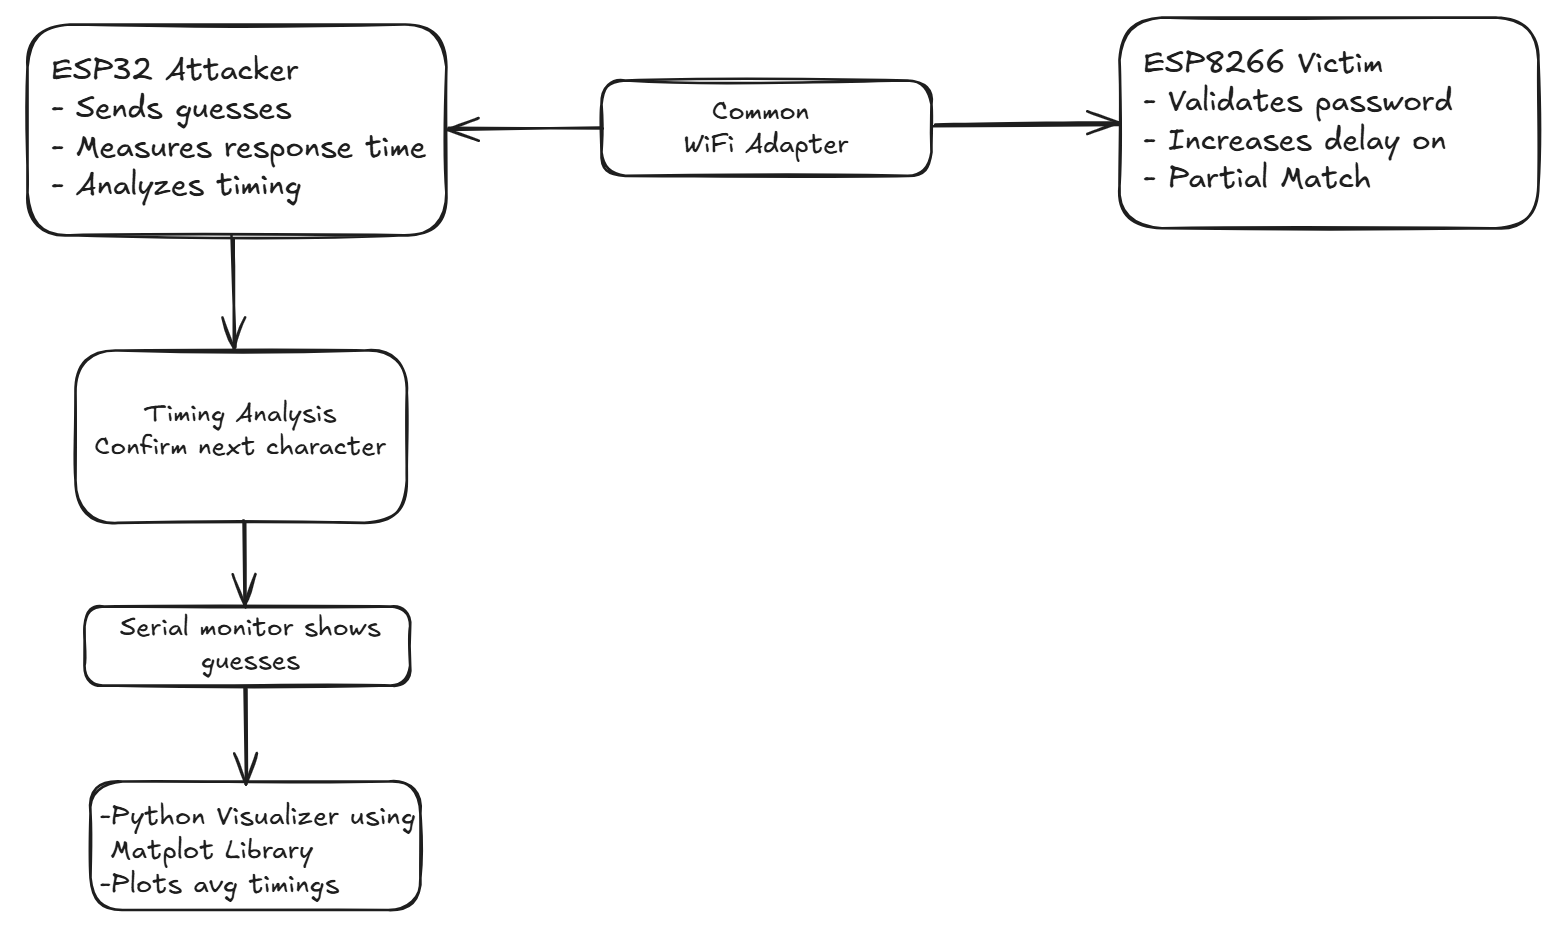 ESP32 Attacker
- Sends guesses
- Measures response time
- Analyzes timing
Common
WiFi Adapter
ESP8266 Victim
- Validates password
- Increases delay on
- Partial Match
Timing Analysis
Confirm next character
Serial monitor shows
guesses
-Python Visualizer using
Matplot Library
-Plots avg timings